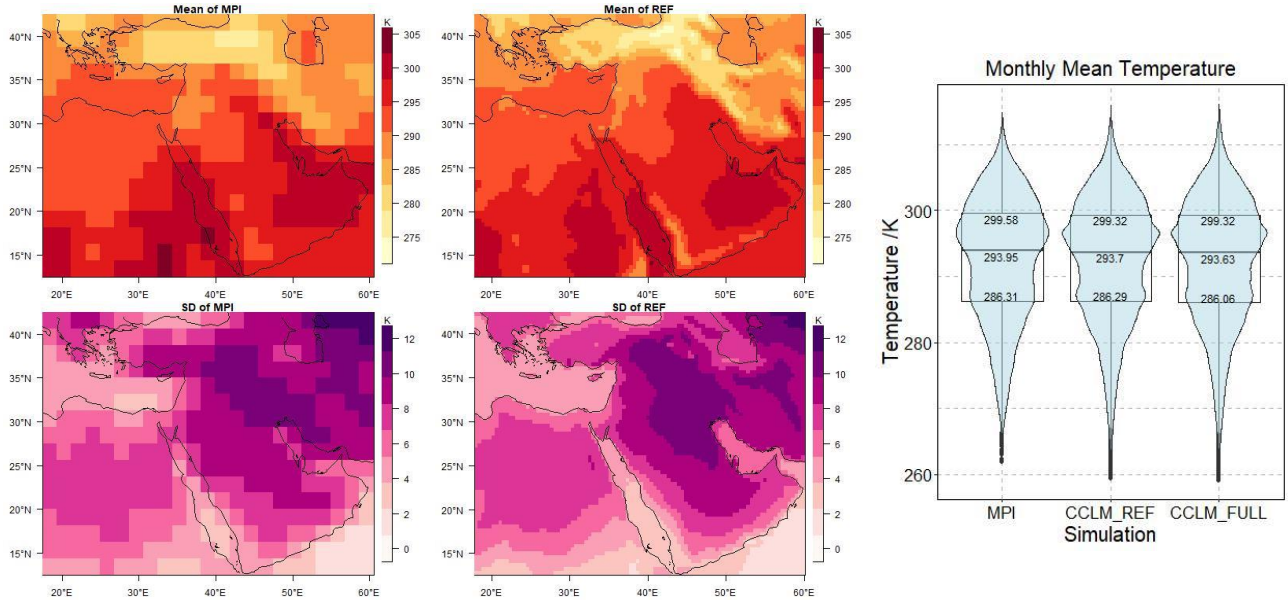 Mean of MPI
K
40°N
35°N
30°N
25°N
20°N
15°N
20°E
30°E
40°E
50°E
60°E
305
300
295
290
285
280
275
Mean of REF
K
40°N
35°N
30°N
25°N
20°N
15°N
20°E
30°E
40°E
50°E
60°E
305
300
295
290
285
280
275
SD of MPI
K
40°N
35°N
30°N
25°N
20°N
15°N
20°E
30°E
40°E
50°E
60°E
12
10
8
6
4
2
0
SD of REF
K
40°N
35°N
30°N
25°N
20°N
15°N
20°E
30°E
40°E
50°E
60°E
12
10
8
6
4
2
0
Monthly Mean Temperature
Temperature /K
300
280
260
299.58
293.95
286.31
299.32
293.7
286.29
299.32
293.63
286.06
MPI
CCLM_REF
CCLM_FULL
Simulation